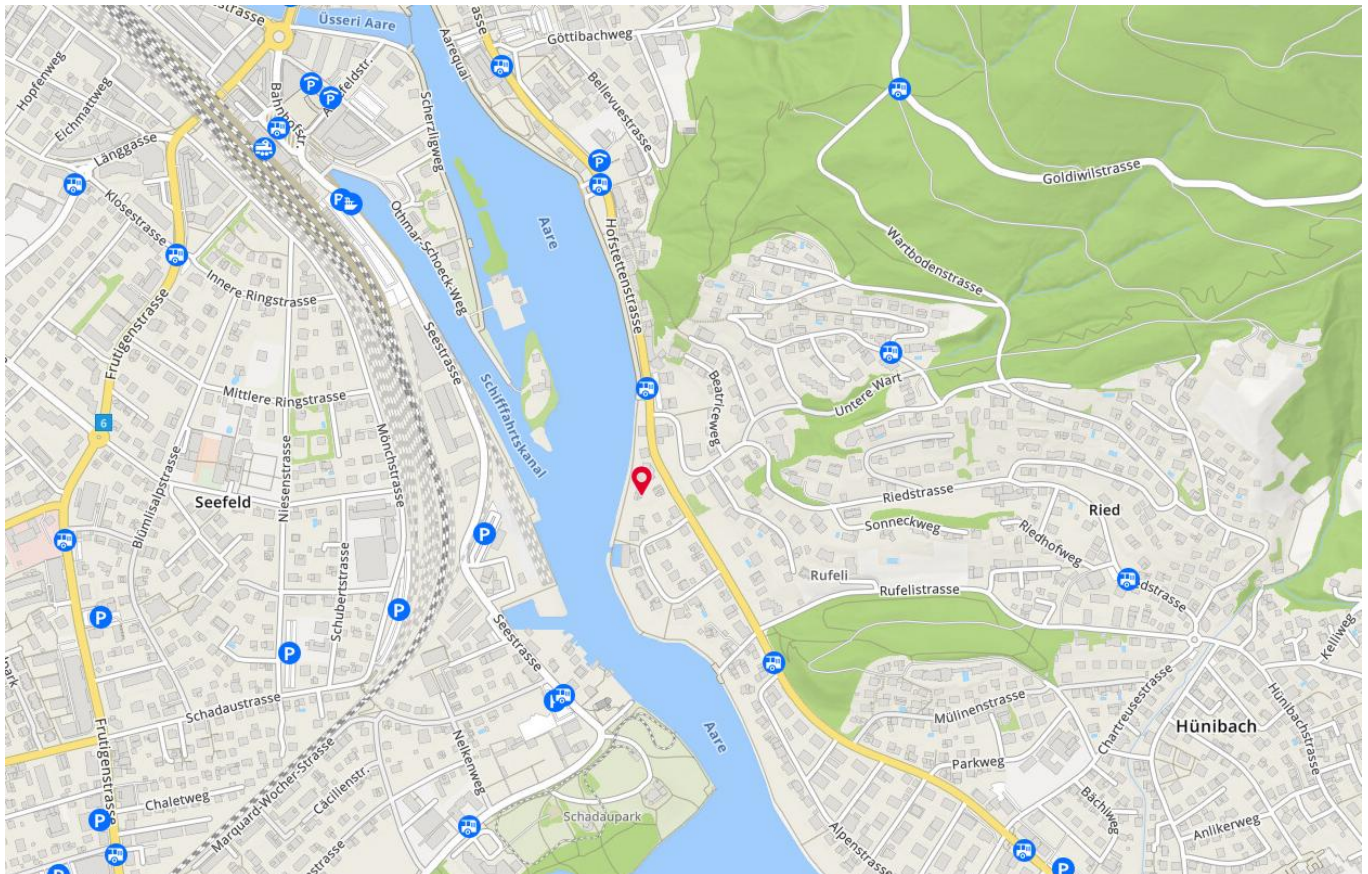 Üsseri Aare
Aarequai
Göttibachweg
Hopfenweg
Eichmattweg
Bahnhofstr.
Bellevuestrasse
Scherzligweg
Länggasse
Goldiwilstrasse
Klosestrasse
Othmar-Schoeck-Weg
Aare
Hofstettenstrasse
Wartbodenstrasse
Innere Ringstrasse
Frutigenstrasse
Seestrasse
Schifffahrtskanal
Beatriceweg
Untere Wart
Mittlere Ringstrasse
6
Mönchstrasse
Niesenstrasse
Blümlisalpstrasse
Seefeld
Riedstrasse
Ried
Sonneckweg
Riedhofweg
Rufeli
Rufelistrasse
Schubertstrasse
Seestrasse
Kelliweg
Schadaustrasse
Mülinenstrasse
Chartreusestrasse
Hünibachstrasse
Hünibach
Aare
Nelkenweg
Parkweg
Frutigenstrasse
Marquard-Wocher-Strasse
Cäcilienstr.
Chaletweg
Bächiweg
Schadaupark
Alpenstrasse
Anlikerweg
P
P
P
P
P
P
P
P
P
P